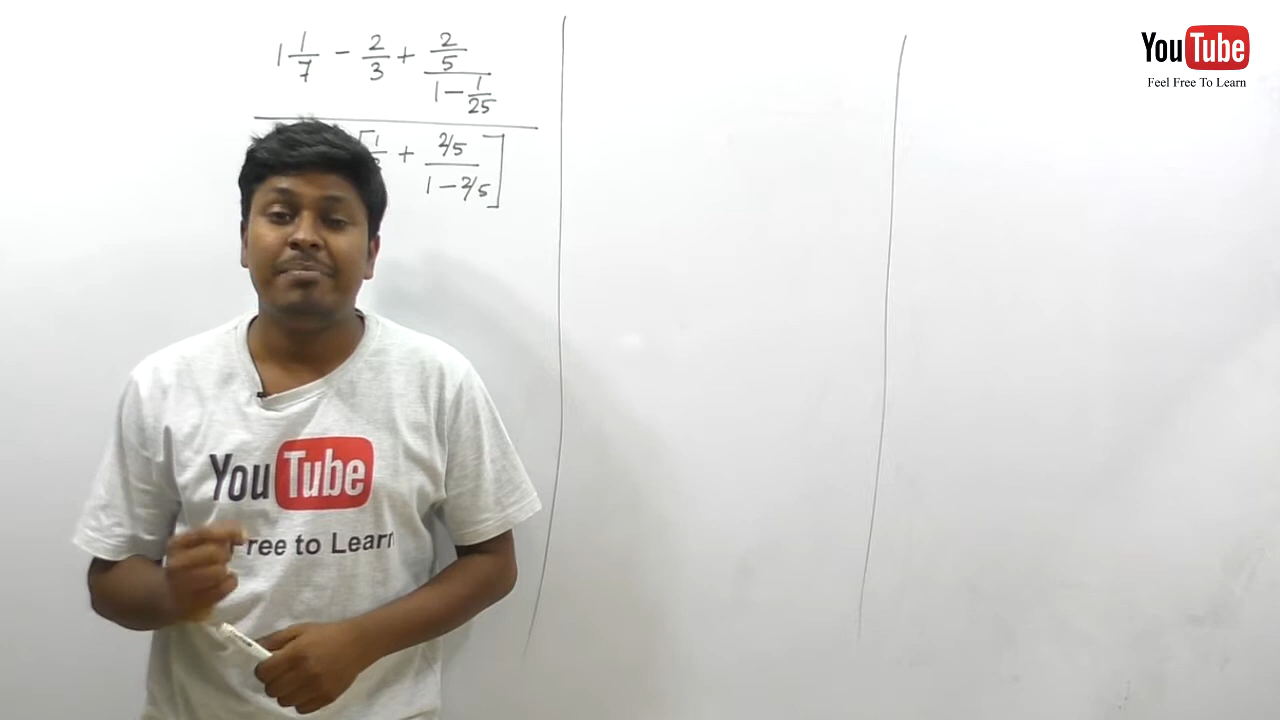 1 1/7 - 2/3 + (2/5)/(1 - 1/25)
+ (2/5)/(1 - 2/5) ]
YouTube
Feel Free To Learn
YouTube
Free to Learn